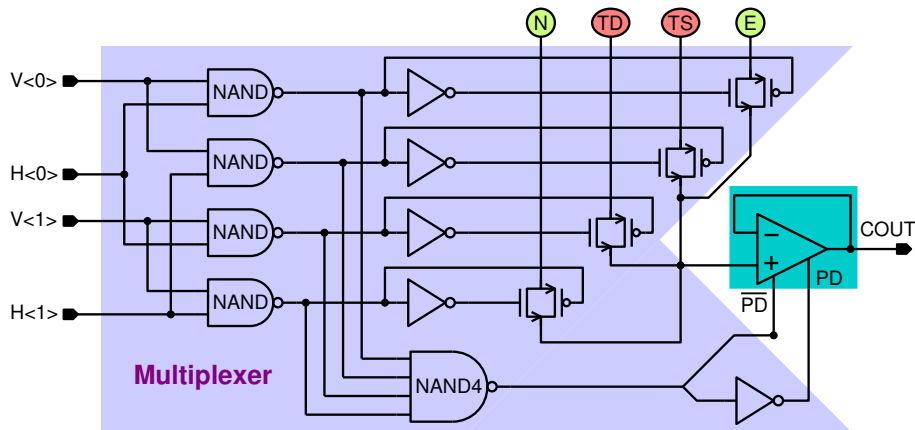 N TD TS E
V<0>
NAND
H<0>
NAND
V<1>
NAND
COUT
−
+
PD
PD
H<1>
NAND
Multiplexer
NAND4